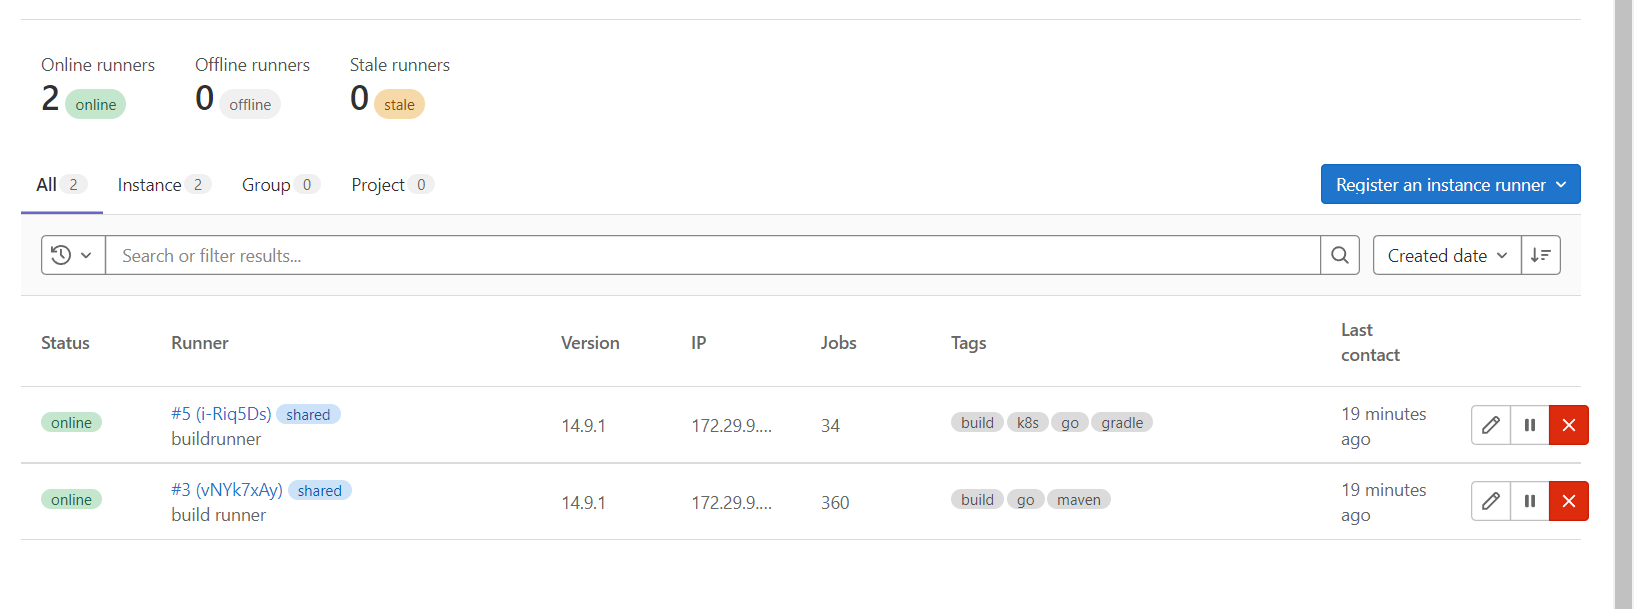 Online runners Offline runners Stale runners
2 online 0 offline 0 stale
All 2 Instance 2 Group 0 Project 0 Register an instance runner
Search or filter results... Created date
Status Runner Version IP Jobs Tags Last contact
online #5 (i-Riq5Ds) shared 14.9.1 172.29.9.... 34 build k8s go gradle 19 minutes ago
buildrunner
online #3 (vNYk7xAy) shared 14.9.1 172.29.9.... 360 build go maven 19 minutes ago
build runner